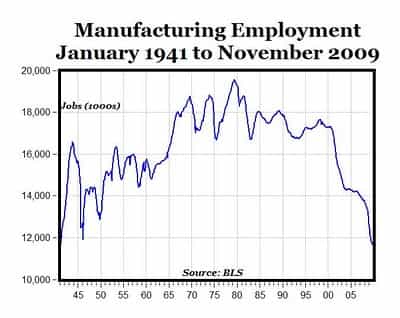 Manufacturing Employment
January 1941 to November 2009
20,000
Jobs (1000s)
18,000
16,000
14,000
12,000
10,000
Source: BLS
45 50 55 60 65 70 75 80 85 90 95 00 05